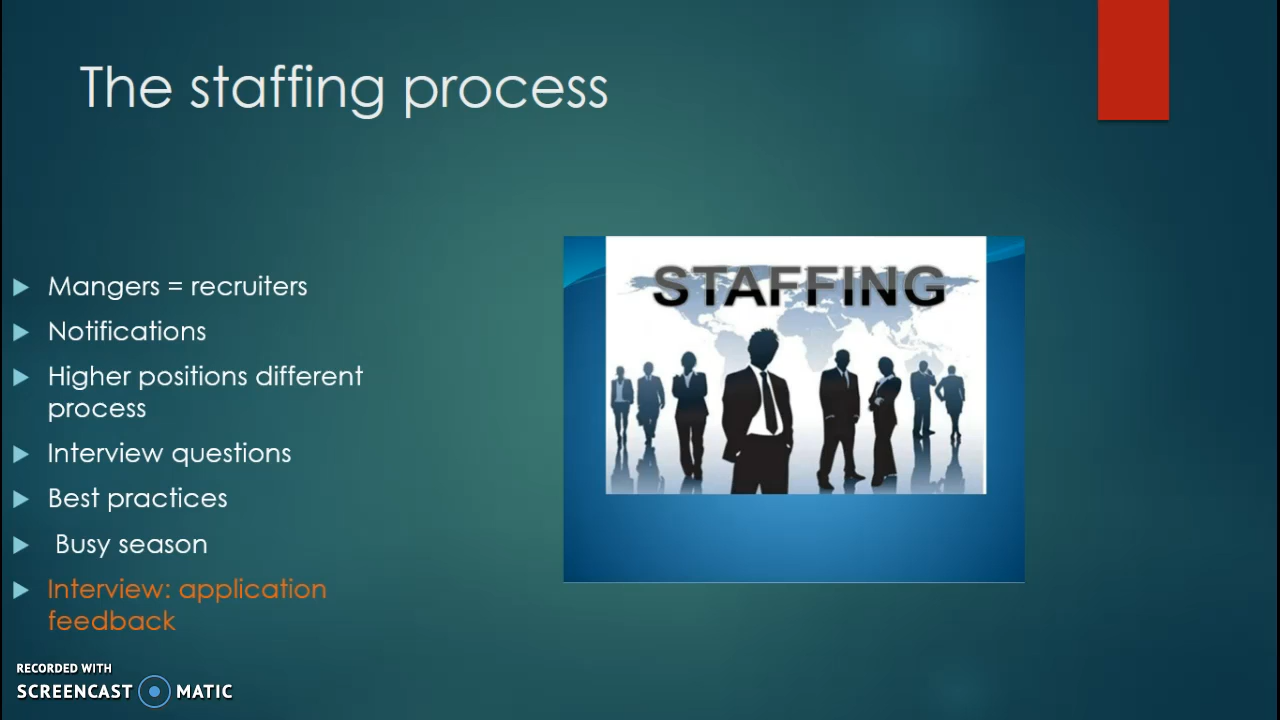 The staffing process
Mangers = recruiters
Notifications
Higher positions different
process
Interview questions
Best practices
Busy season
Interview: application
feedback
STAFFING
RECORDED WITH
SCREENCAST MATIC